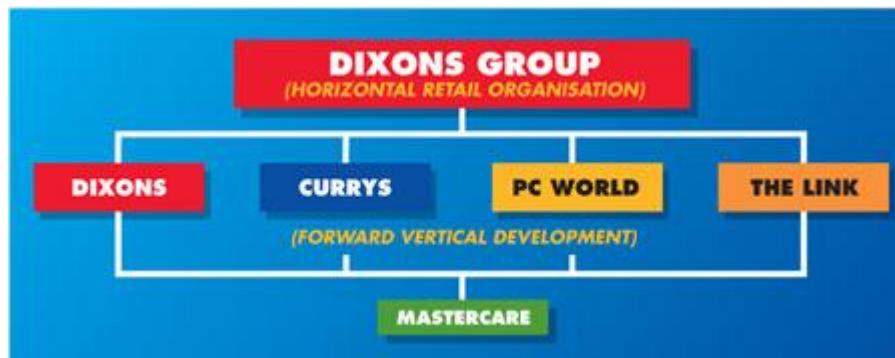 DIXONS GROUP
(HORIZONTAL RETAIL ORGANISATION)
DIXONS
CURRYS
PC WORLD
THE LINK
(FORWARD VERTICAL DEVELOPMENT)
MASTERCARE